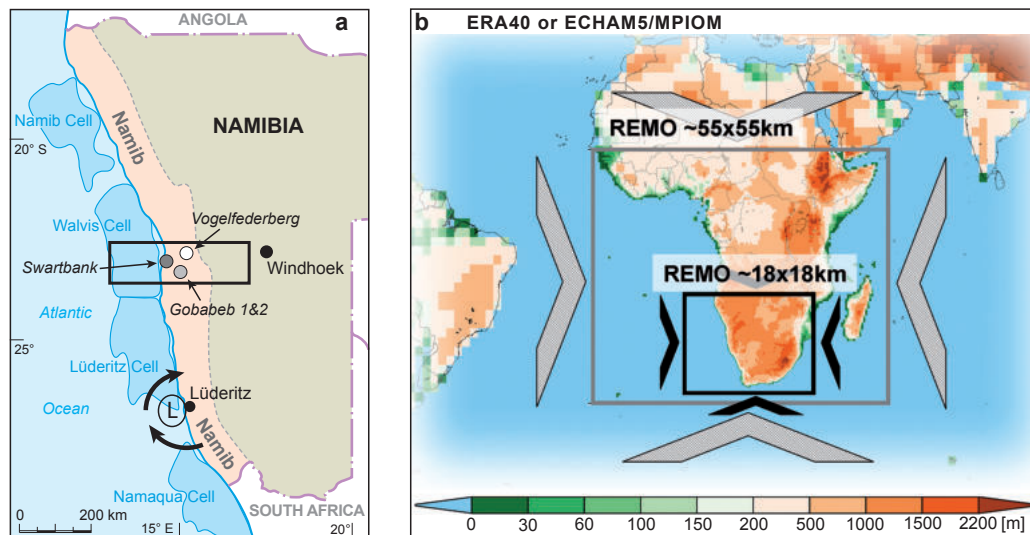 ANGOLA
a
Namib Cell
20° S
Namib
NAMIBIA
Walvis Cell
Vogelfederberg
Swartbank
Windhoek
Gobabeb 1&2
Atlantic
25°
Lüderitz Cell
Ocean
Lüderitz
L
Namib
Namaqua Cell
SOUTH AFRICA
0 200 km
15° E
20°
b ERA40 or ECHAM5/MPIOM
REMO ~55x55km
REMO ~18x18km
0 30 60 100 150 200 500 1000 1500 2200 [m]